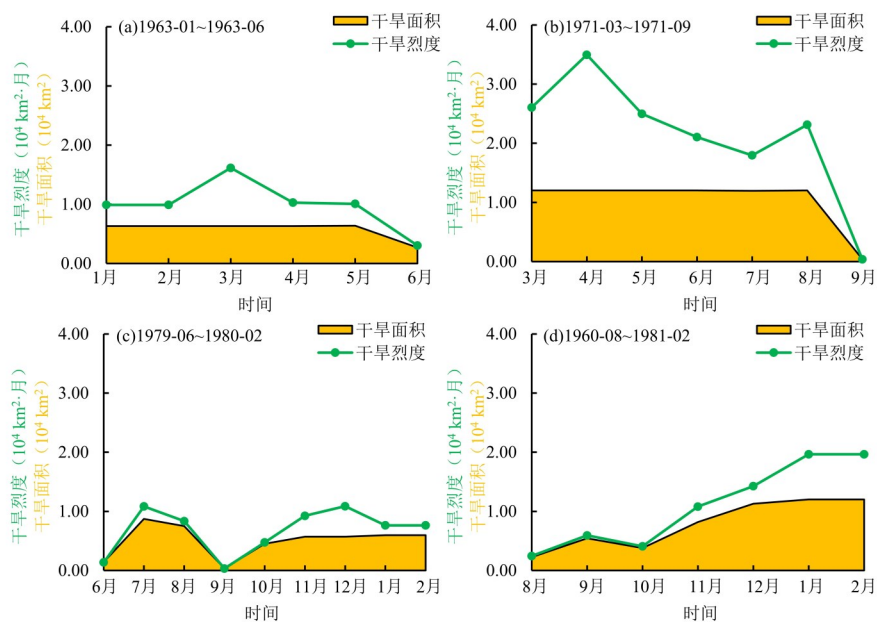 (a)1963-01~1963-06
干旱面积
干旱烈度
4.00
3.00
2.00
1.00
0.00
干旱烈度（10⁴ km²·月）
干旱面积（10⁴ km²）
1月 2月 3月 4月 5月 6月
时间
(b)1971-03~1971-09
干旱面积
干旱烈度
4.00
3.00
2.00
1.00
0.00
干旱烈度（10⁴ km²·月）
干旱面积（10⁴ km²）
3月 4月 5月 6月 7月 8月 9月
时间
(c)1979-06~1980-02
干旱面积
干旱烈度
4.00
3.00
2.00
1.00
0.00
干旱烈度（10⁴ km²·月）
干旱面积（10⁴ km²）
6月 7月 8月 9月 10月 11月 12月 1月 2月
时间
(d)1960-08~1981-02
干旱面积
干旱烈度
4.00
3.00
2.00
1.00
0.00
干旱烈度（10⁴ km²·月）
干旱面积（10⁴ km²）
8月 9月 10月 11月 12月 1月 2月
时间